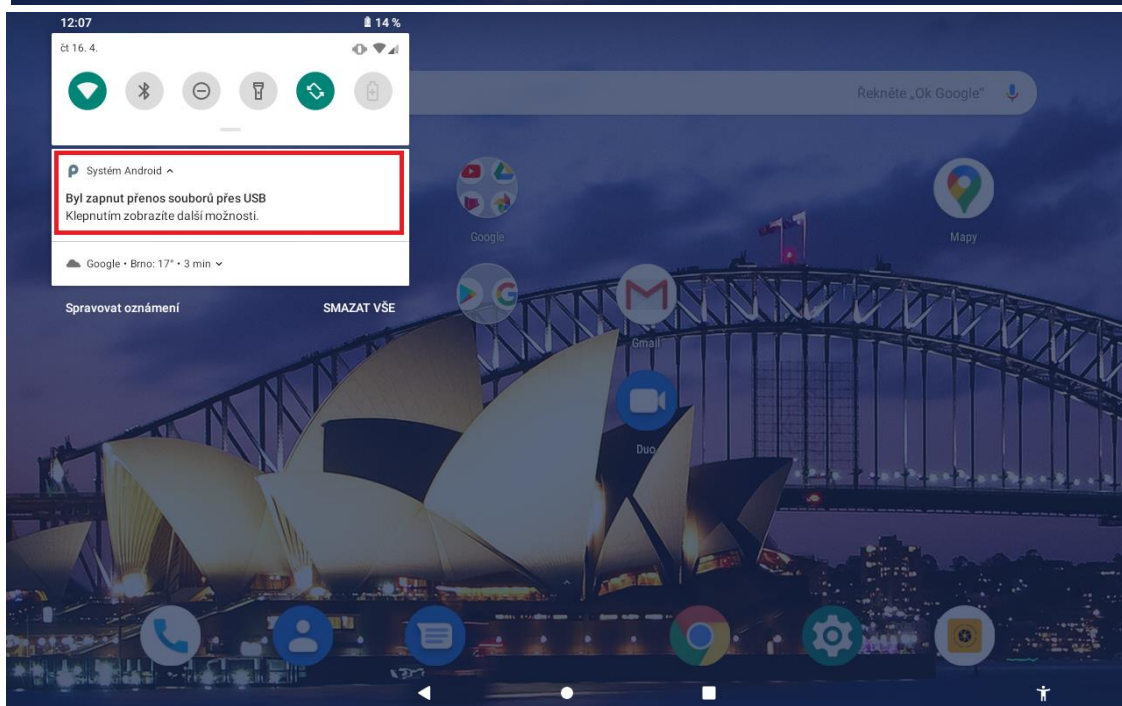 12:07
14 %
čt 16. 4.
Řekněte „Ok Google“
Systém Android
Byl zapnut přenos souborů přes USB
Klepnutím zobrazíte další možnosti.
Google • Brno: 17° • 3 min
Spravovat oznámení
SMAZAT VŠE
Google
Mapy
Gmail
Duo